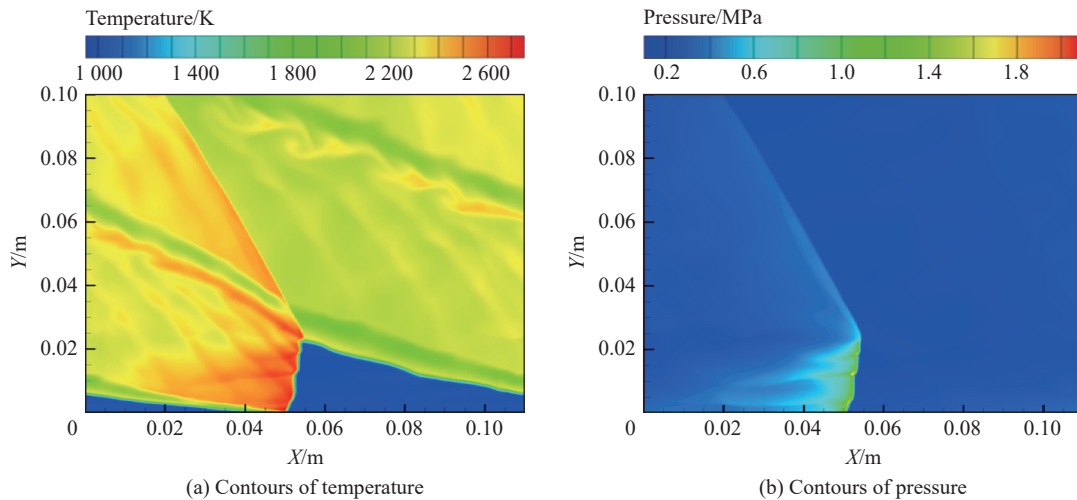 Temperature/K
1 000 1 400 1 800 2 200 2 600
0.10
0.08
0.06
0.04
0.02
0 0.02 0.04 0.06 0.08 0.10
Y/m
X/m
(a) Contours of temperature
Pressure/MPa
0.2 0.6 1.0 1.4 1.8
0.10
0.08
0.06
0.04
0.02
0 0.02 0.04 0.06 0.08 0.10
Y/m
X/m
(b) Contours of pressure